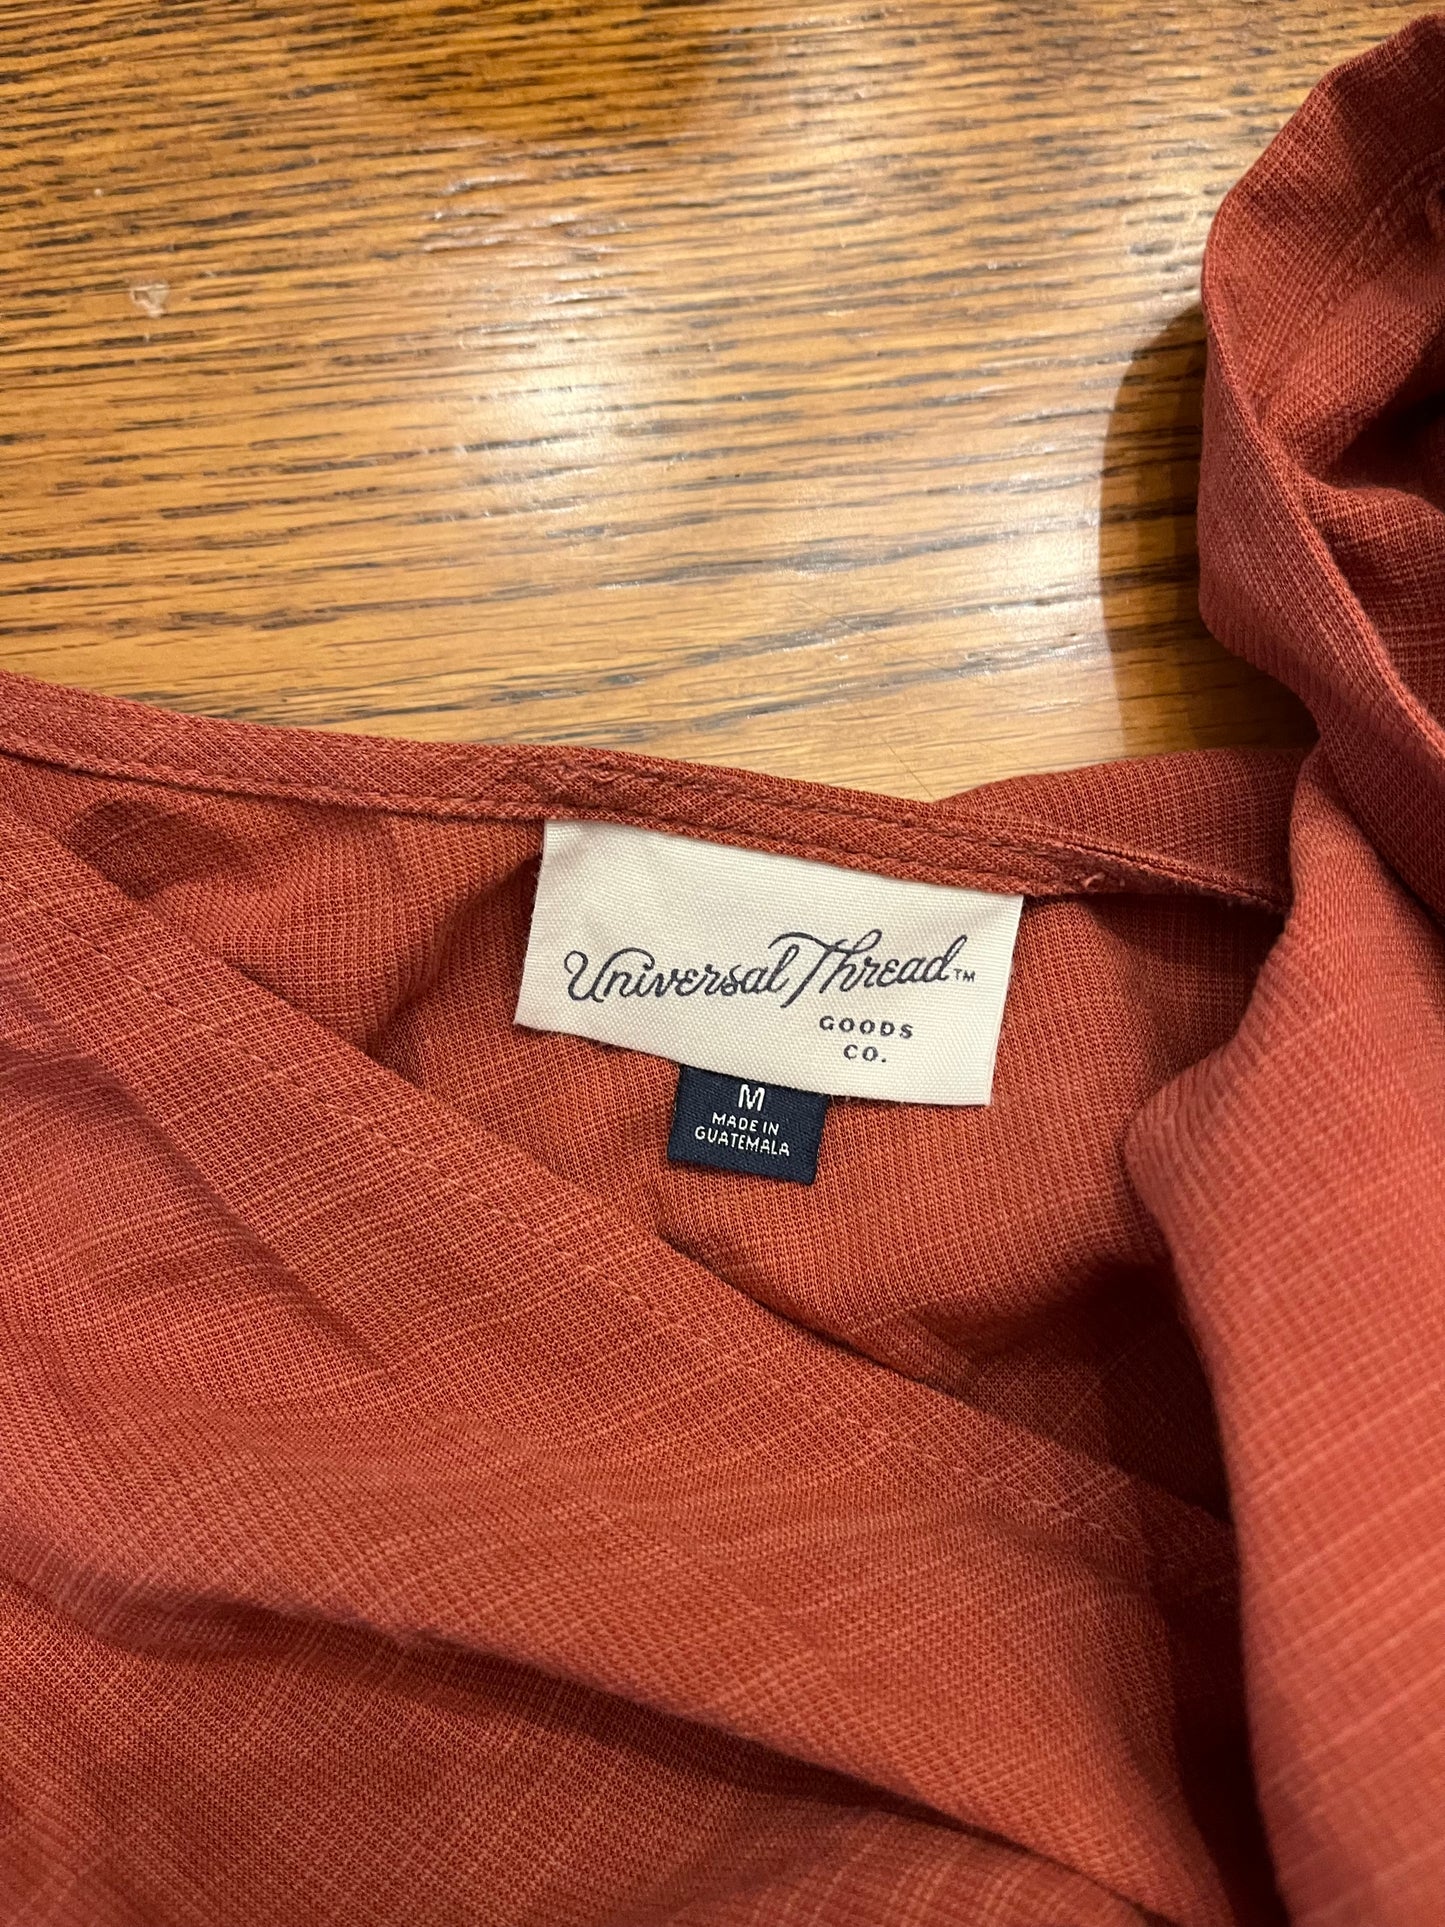 Universal Thread™
GOODS
CO.
M
MADE IN
GUATEMALA